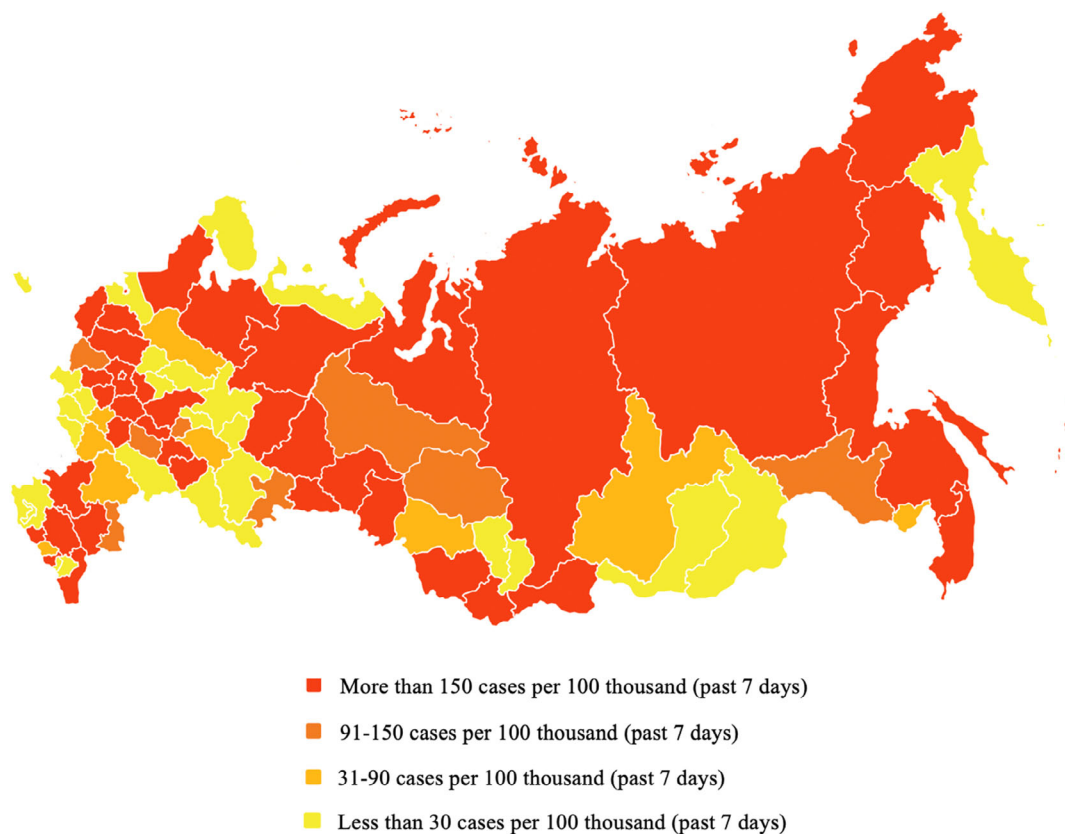 More than 150 cases per 100 thousand (past 7 days)
91-150 cases per 100 thousand (past 7 days)
31-90 cases per 100 thousand (past 7 days)
Less than 30 cases per 100 thousand (past 7 days)